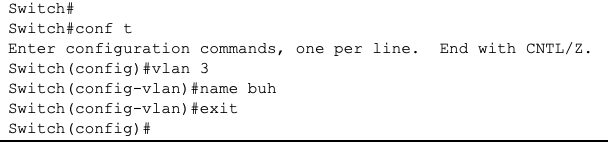 Switch#
Switch#conf t
Enter configuration commands, one per line.  End with CNTL/Z.
Switch(config)#vlan 3
Switch(config-vlan)#name buh
Switch(config-vlan)#exit
Switch(config)#